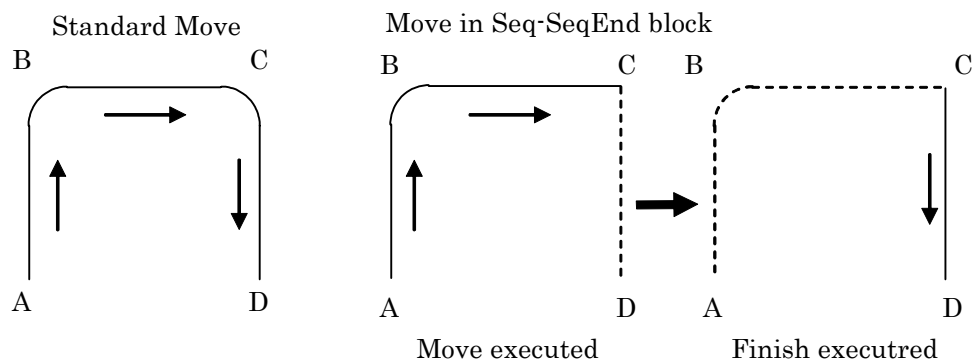 Standard Move
Move in Seq-SeqEnd block
B C B C B C
A D A D A D
Move executed
Finish executred